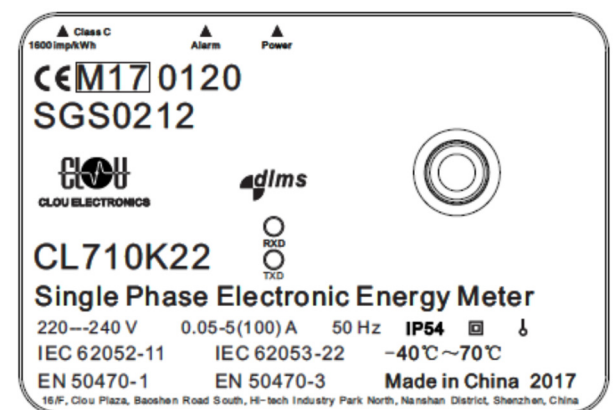 ▲ Class C ▲ ▲
1600imp/kWh Alarm Power
CE M17 0120
SGS0212
CLOU dlms
CLOU ELECTRONICS
RXD
CL710K22
TXD
Single Phase Electronic Energy Meter
220---240 V 0.05-5(100) A 50 Hz IP54
IEC 62052-11 IEC 62053-22 -40℃~70℃
EN 50470-1 EN 50470-3 Made in China 2017
16/F, Clou Plaza, Baoshen Road South, Hi-tech Industry Park North, Nanshan District, Shenzhen, China